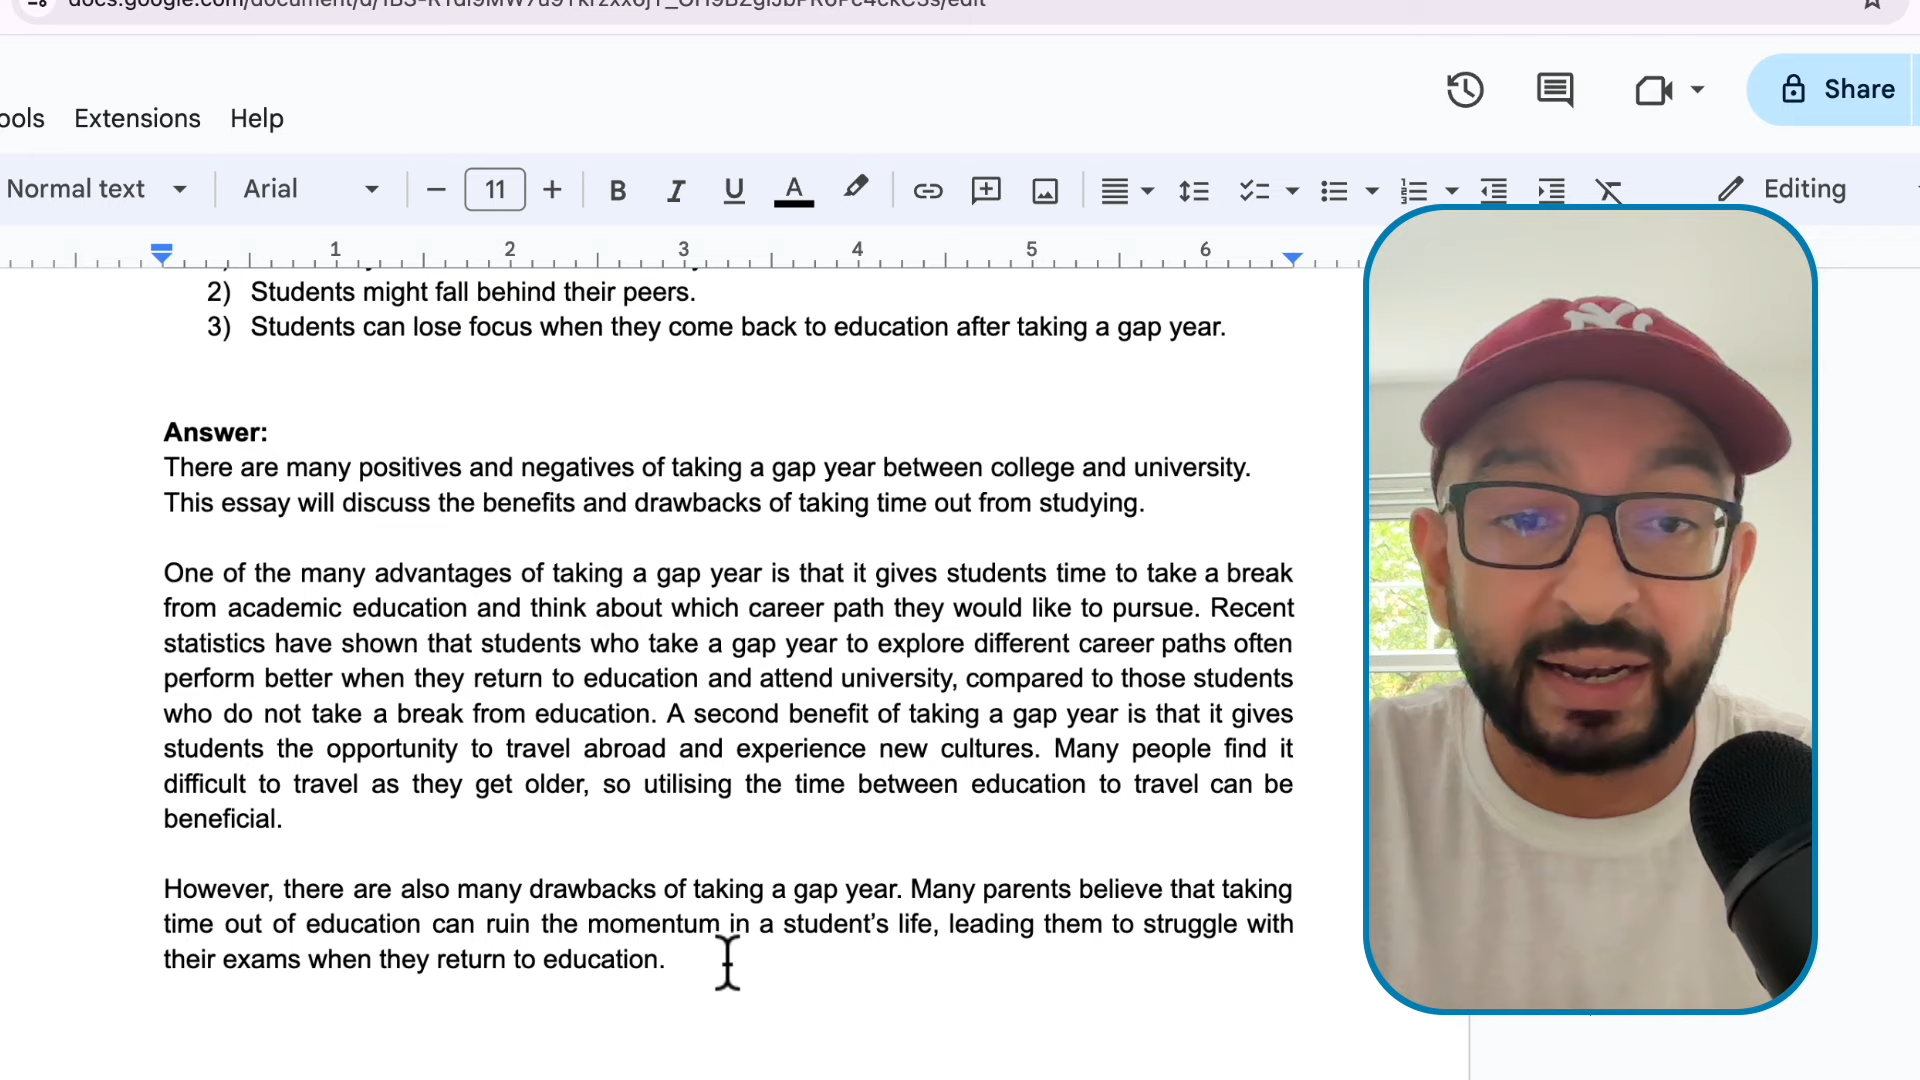 ools Extensions Help
Share
Normal text Arial 11 B I U A Editing
1 2 3 4 5 6
2) Students might fall behind their peers.
3) Students can lose focus when they come back to education after taking a gap year.
Answer:
There are many positives and negatives of taking a gap year between college and university.
This essay will discuss the benefits and drawbacks of taking time out from studying.
One of the many advantages of taking a gap year is that it gives students time to take a break
from academic education and think about which career path they would like to pursue. Recent
statistics have shown that students who take a gap year to explore different career paths often
perform better when they return to education and attend university, compared to those students
who do not take a break from education. A second benefit of taking a gap year is that it gives
students the opportunity to travel abroad and experience new cultures. Many people find it
difficult to travel as they get older, so utilising the time between education to travel can be
beneficial.
However, there are also many drawbacks of taking a gap year. Many parents believe that taking
time out of education can ruin the momentum in a student’s life, leading them to struggle with
their exams when they return to education.
NY